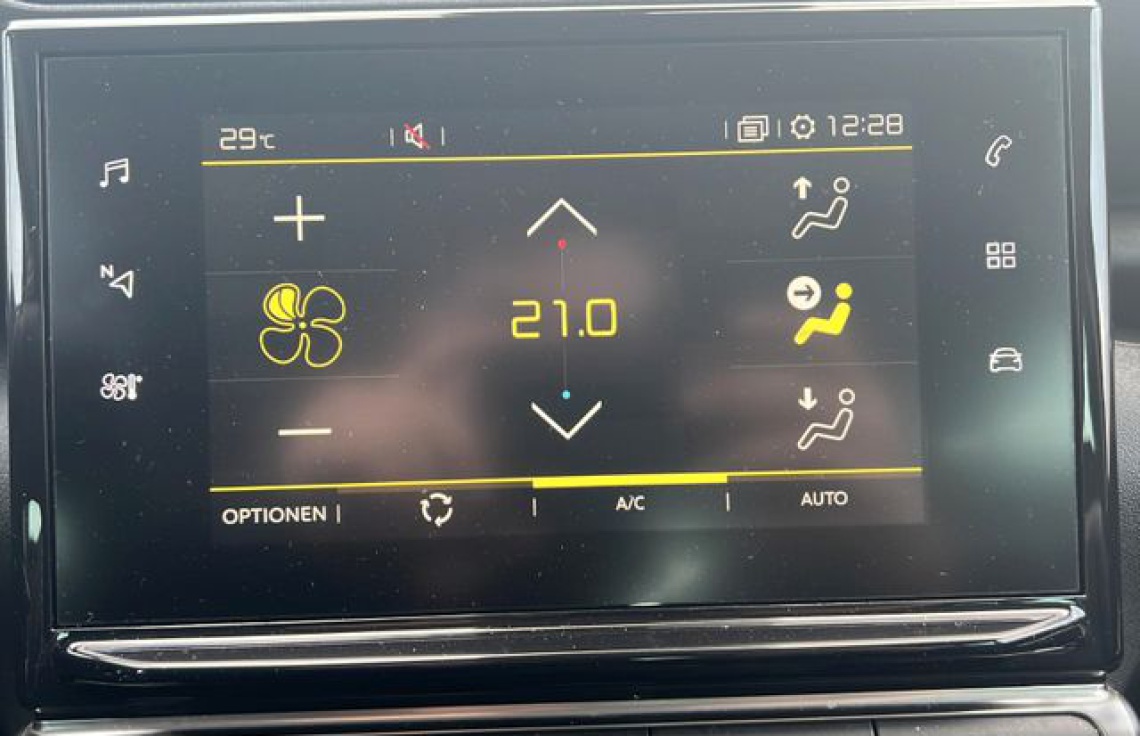 29°C 12:28
N
21.0
OPTIONEN A/C AUTO